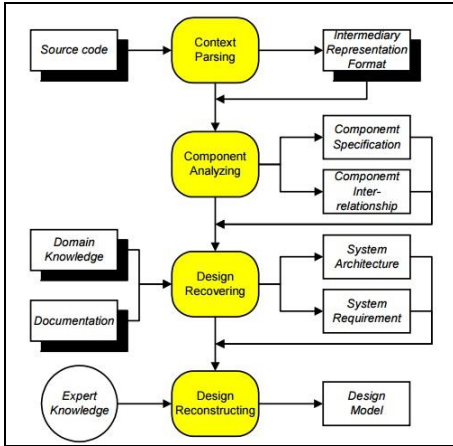 Source code
Context
Parsing
Intermediary
Representation
Format
Component
Analyzing
Componemt
Specification
Componemt
Inter-
relationship
Domain
Knowledge
Documentation
Design
Recovering
System
Architecture
System
Requirement
Expert
Knowledge
Design
Reconstructing
Design
Model